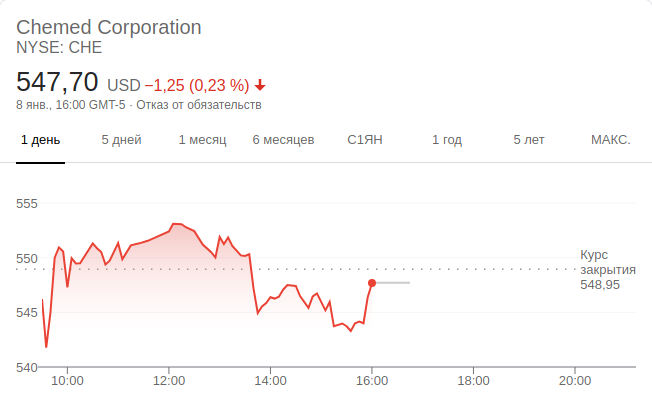 Chemed Corporation
NYSE: CHE
547,70 USD −1,25 (0,23 %)
8 янв., 16:00 GMT-5 · Отказ от обязательств
1 день 5 дней 1 месяц 6 месяцев С1ЯН 1 год 5 лет МАКС.
555
550
545
540
Курс
закрытия
548,95
10:00 12:00 14:00 16:00 18:00 20:00